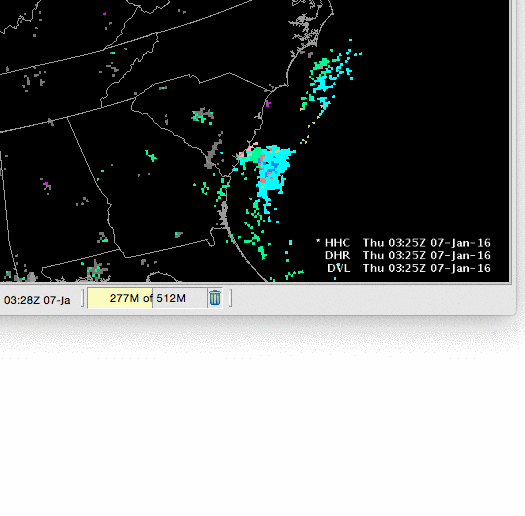 * HHC Thu 03:25Z 07-Jan-16
DHR Thu 03:25Z 07-Jan-16
DVL Thu 03:25Z 07-Jan-16
03:28Z 07-Ja 277M of 512M